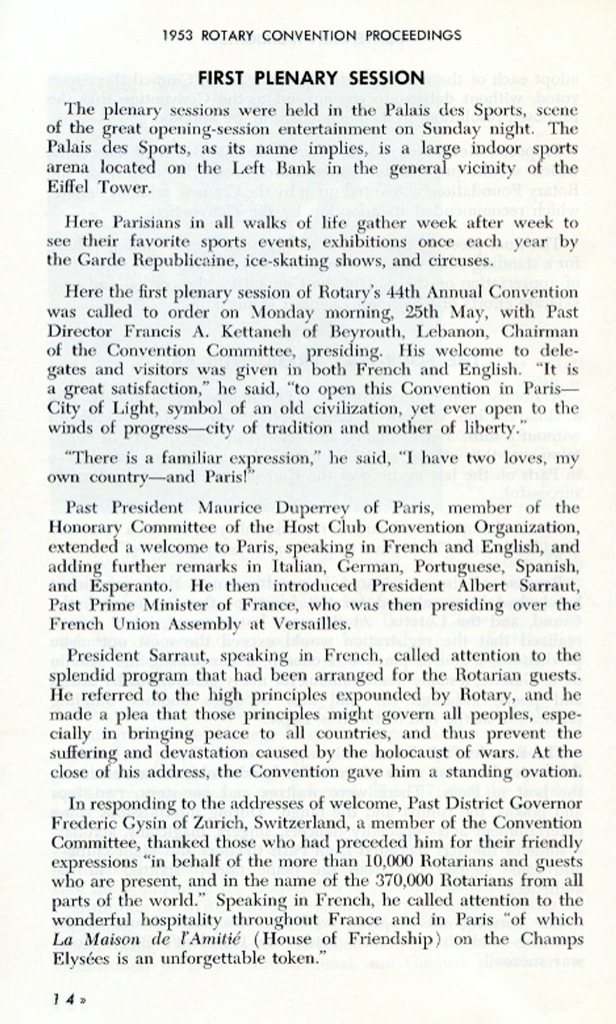 1953 ROTARY CONVENTION PROCEEDINGS
FIRST PLENARY SESSION
The plenary sessions were held in the Palais des Sports, scene
of the great opening-session entertainment on Sunday night. The
Palais des Sports, as its name implies, is a large indoor sports
arena located on the Left Bank in the general vicinity of the
Eiffel Tower.
Here Parisians in all walks of life gather week after week to
see their favorite sports events, exhibitions once each year by
the Garde Republicaine, ice-skating shows, and circuses.
Here the first plenary session of Rotary's 44th Annual Convention
was called to order on Monday morning, 25th May, with Past
Director Francis A. Kettaneh of Beyrouth, Lebanon, Chairman
of the Convention Committee, presiding. His welcome to dele-
gates and visitors was given in both French and English. "It is
a great satisfaction," he said, "to open this Convention in Paris—
City of Light, symbol of an old civilization, yet ever open to the
winds of progress—city of tradition and mother of liberty."
"There is a familiar expression," he said, "I have two loves, my
own country—and Paris!"
Past President Maurice Duperrey of Paris, member of the
Honorary Committee of the Host Club Convention Organization,
extended a welcome to Paris, speaking in French and English, and
adding further remarks in Italian, German, Portuguese, Spanish,
and Esperanto. He then introduced President Albert Sarraut,
Past Prime Minister of France, who was then presiding over the
French Union Assembly at Versailles.
President Sarraut, speaking in French, called attention to the
splendid program that had been arranged for the Rotarian guests.
He referred to the high principles expounded by Rotary, and he
made a plea that those principles might govern all peoples, espe-
cially in bringing peace to all countries, and thus prevent the
suffering and devastation caused by the holocaust of wars. At the
close of his address, the Convention gave him a standing ovation.
In responding to the addresses of welcome, Past District Governor
Frederic Gysin of Zurich, Switzerland, a member of the Convention
Committee, thanked those who had preceded him for their friendly
expressions "in behalf of the more than 10,000 Rotarians and guests
who are present, and in the name of the 370,000 Rotarians from all
parts of the world." Speaking in French, he called attention to the
wonderful hospitality throughout France and in Paris "of which
La Maison de l'Amitié (House of Friendship) on the Champs
Elysées is an unforgettable token."
14»